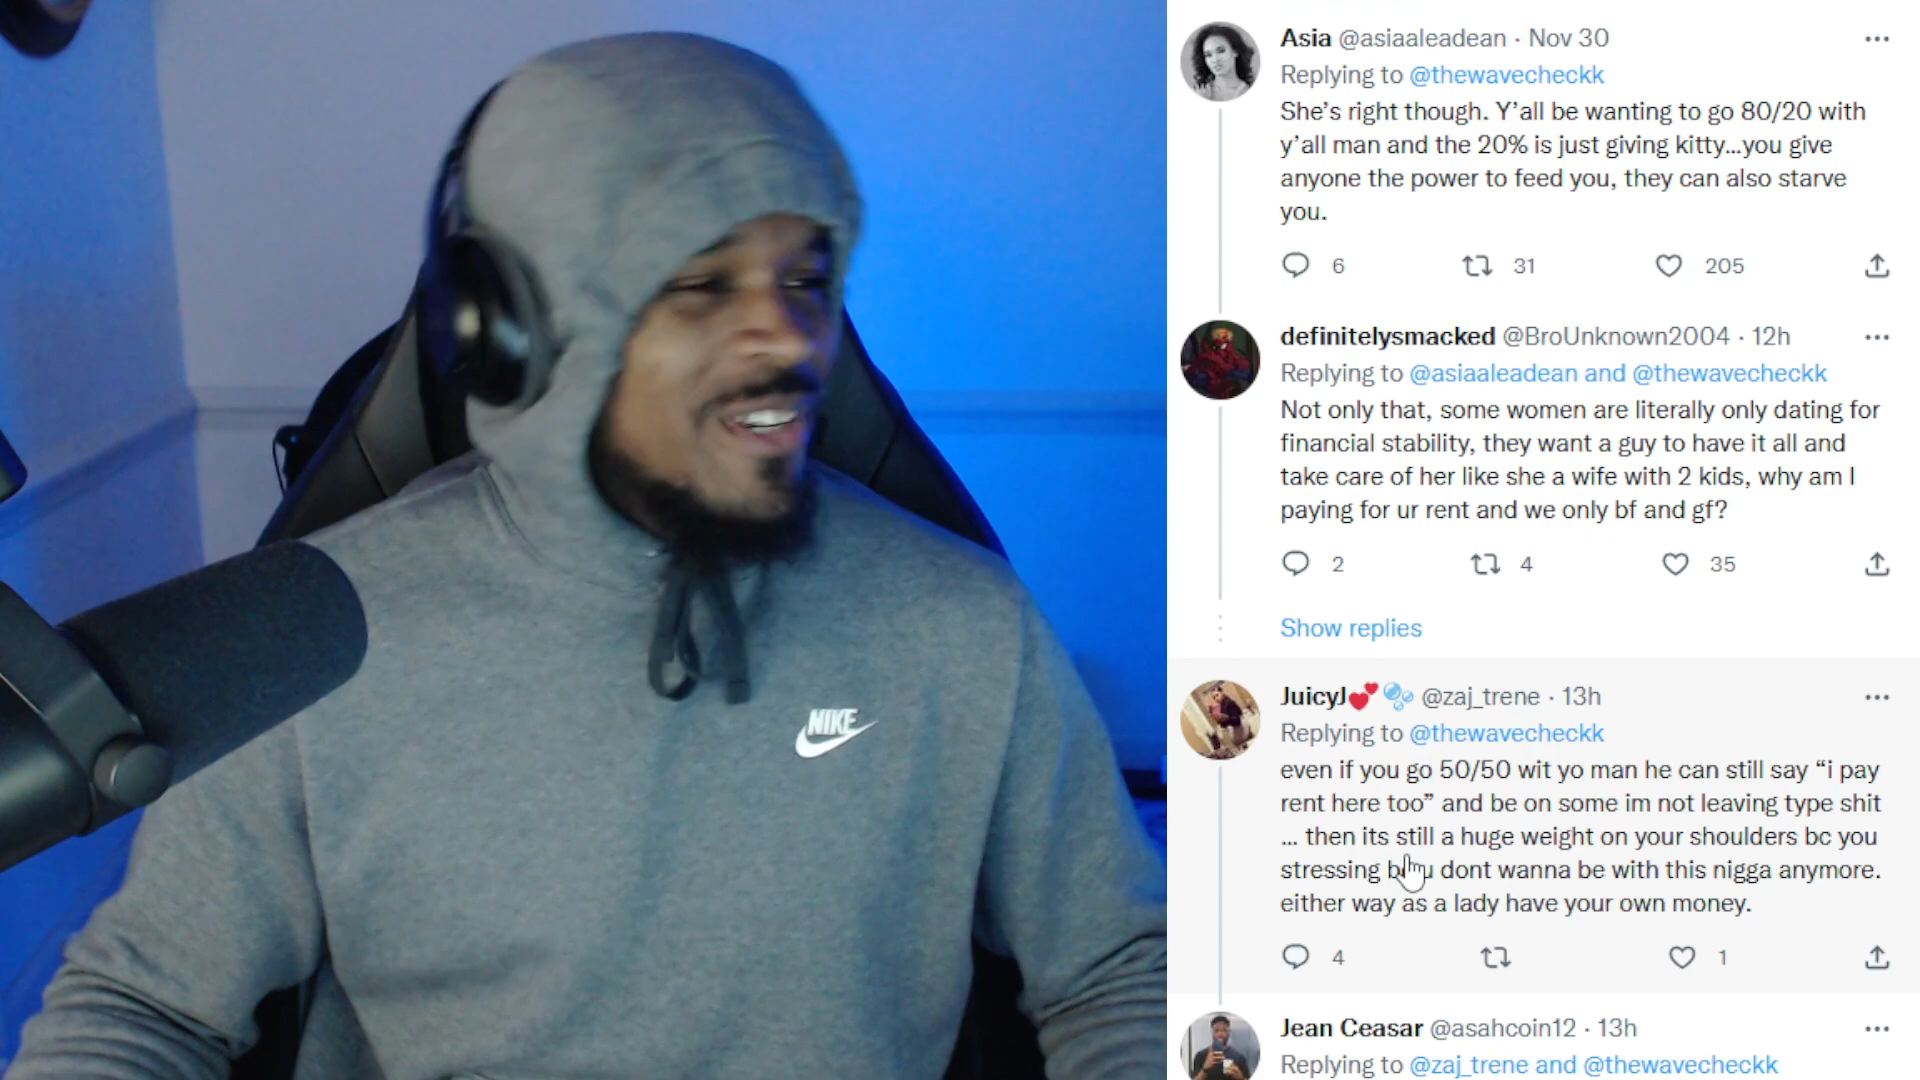 NIKE
Asia @asiaaleadean · Nov 30
Replying to @thewavecheckk
She's right though. Y'all be wanting to go 80/20 with
y'all man and the 20% is just giving kitty...you give
anyone the power to feed you, they can also starve
you.
6 31 205
definitelysmacked @BroUnknown2004 · 12h
Replying to @asiaaleadean and @thewavecheckk
Not only that, some women are literally only dating for
financial stability, they want a guy to have it all and
take care of her like she a wife with 2 kids, why am I
paying for ur rent and we only bf and gf?
2 4 35
Show replies
JuicyJ💕🫧 @zaj_trene · 13h
Replying to @thewavecheckk
even if you go 50/50 wit yo man he can still say “i pay
rent here too” and be on some im not leaving type shit
... then its still a huge weight on your shoulders bc you
stressing u dont wanna be with this nigga anymore.
either way as a lady have your own money.
4 1
Jean Ceasar @asahcoin12 · 13h
Replying to @zaj_trene and @thewavecheckk